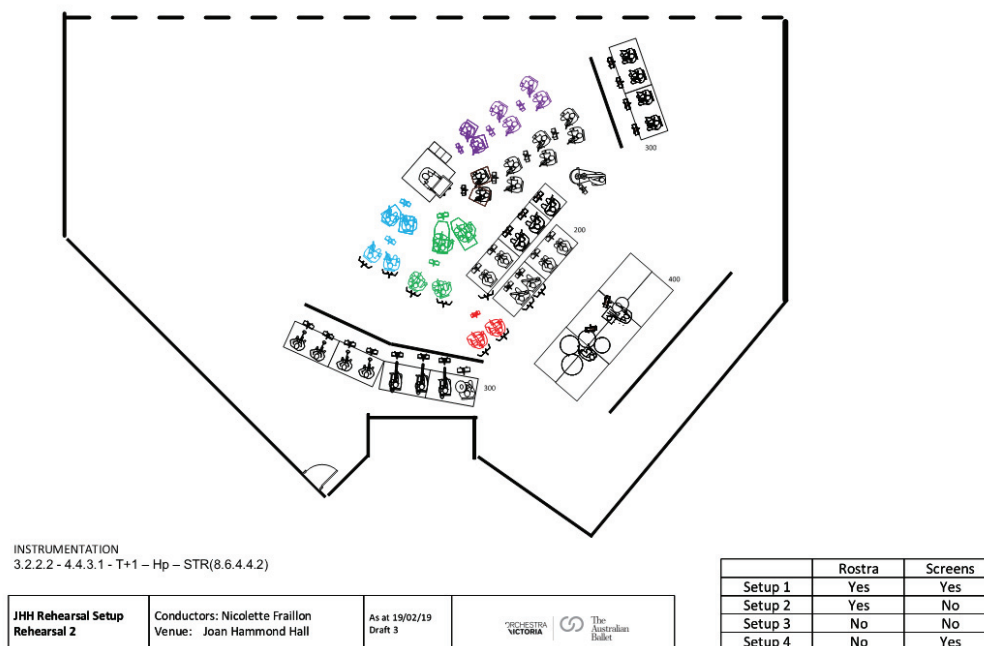 300
200
400
300
INSTRUMENTATION
3.2.2.2 - 4.4.3.1 - T+1 – Hp – STR(8.6.4.4.2)
JHH Rehearsal Setup
Rehearsal 2
Conductors: Nicolette Fraillon
Venue: Joan Hammond Hall
As at 19/02/19
Draft 3
ORCHESTRA
VICTORIA
The
Australian
Ballet
Rostra Screens
Setup 1 Yes Yes
Setup 2 Yes No
Setup 3 No No
Setup 4 No Yes